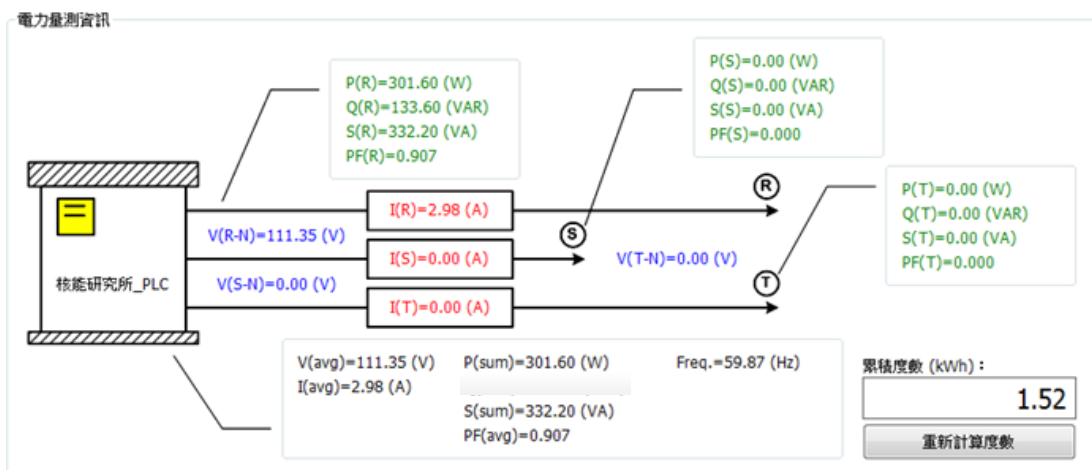 電力量測資訊
P(R)=301.60 (W)
Q(R)=133.60 (VAR)
S(R)=332.20 (VA)
PF(R)=0.907
P(S)=0.00 (W)
Q(S)=0.00 (VAR)
S(S)=0.00 (VA)
PF(S)=0.000
P(T)=0.00 (W)
Q(T)=0.00 (VAR)
S(T)=0.00 (VA)
PF(T)=0.000
R
I(R)=2.98 (A)
V(R-N)=111.35 (V)
S
I(S)=0.00 (A)
V(T-N)=0.00 (V)
核能研究所_PLC
V(S-N)=0.00 (V)
T
I(T)=0.00 (A)
V(avg)=111.35 (V)
I(avg)=2.98 (A)
P(sum)=301.60 (W)
S(sum)=332.20 (VA)
PF(avg)=0.907
Freq.=59.87 (Hz)
累積度數 (kWh)：
1.52
重新計算度數